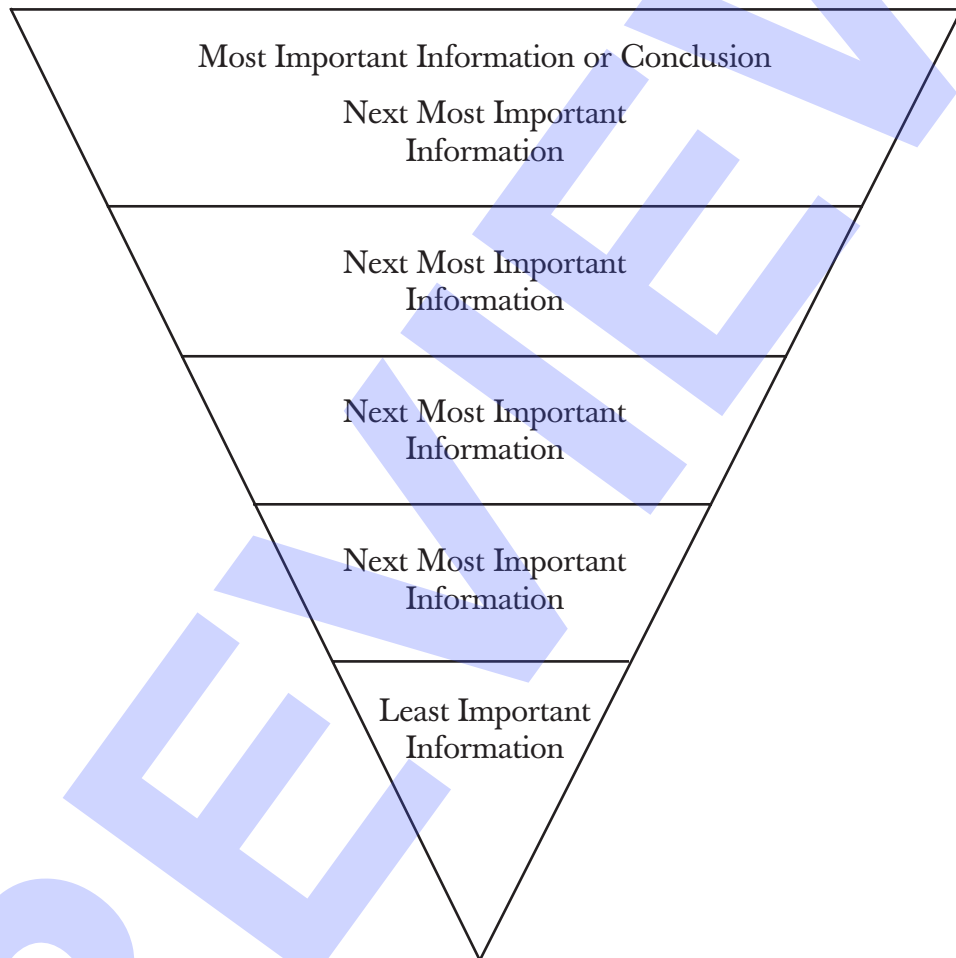 Most Important Information or Conclusion
Next Most Important
Information
Next Most Important
Information
Next Most Important
Information
Next Most Important
Information
Least Important
Information
PREVIEW